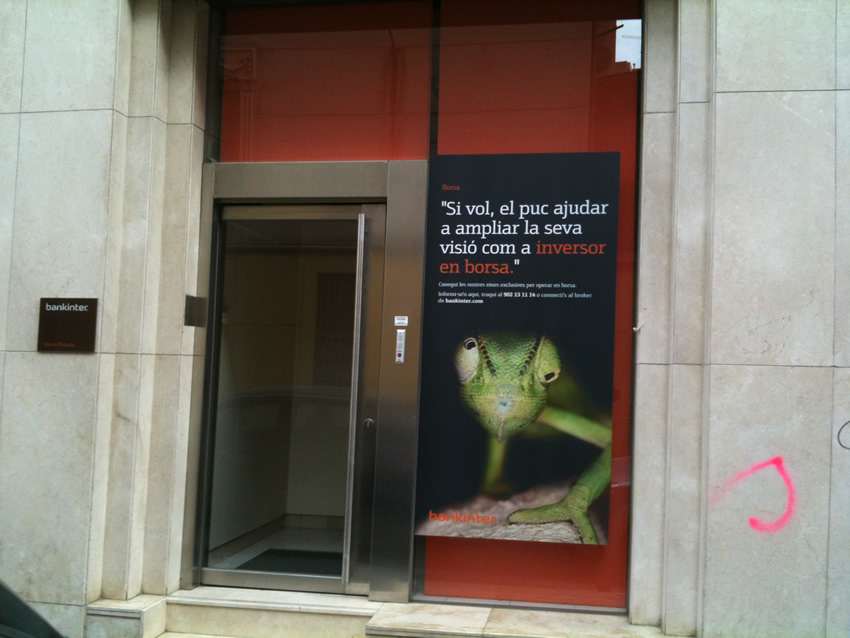 bankinter.
Borsa
"Si vol, el puc ajudar
a ampliar la seva
visió com a inversor
en borsa."
Conegui les nostres eines exclusives per operar en borsa.
Informi-se'n aquí, truqui al 902 13 11 14 o connecti's al broker
de bankinter.com
bankinter.